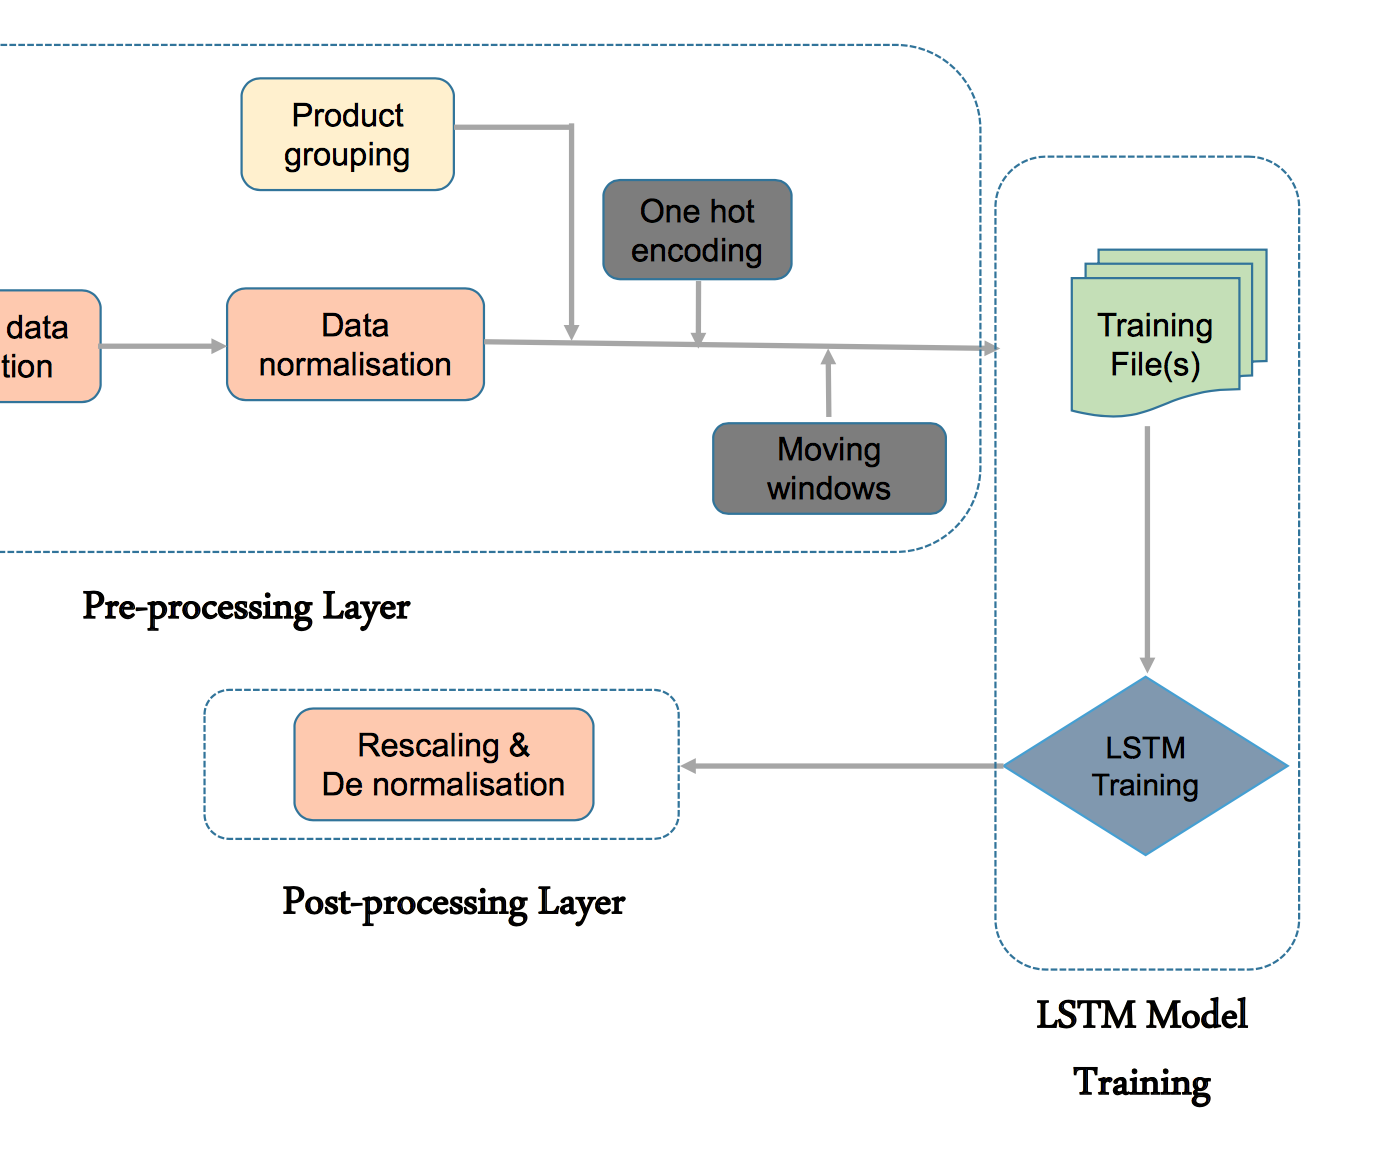 Product
grouping
One hot
encoding
data
tion
Data
normalisation
Training
File(s)
Moving
windows
Pre-processing Layer
Rescaling &
De normalisation
LSTM
Training
Post-processing Layer
LSTM Model
Training